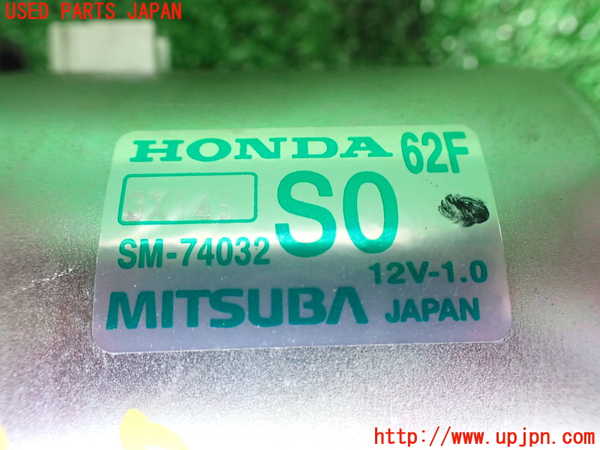 USED PARTS JAPAN
HONDA 62F
S0
SM-74032
12V-1.0
MITSUBA JAPAN
http://www.upjpn.com/